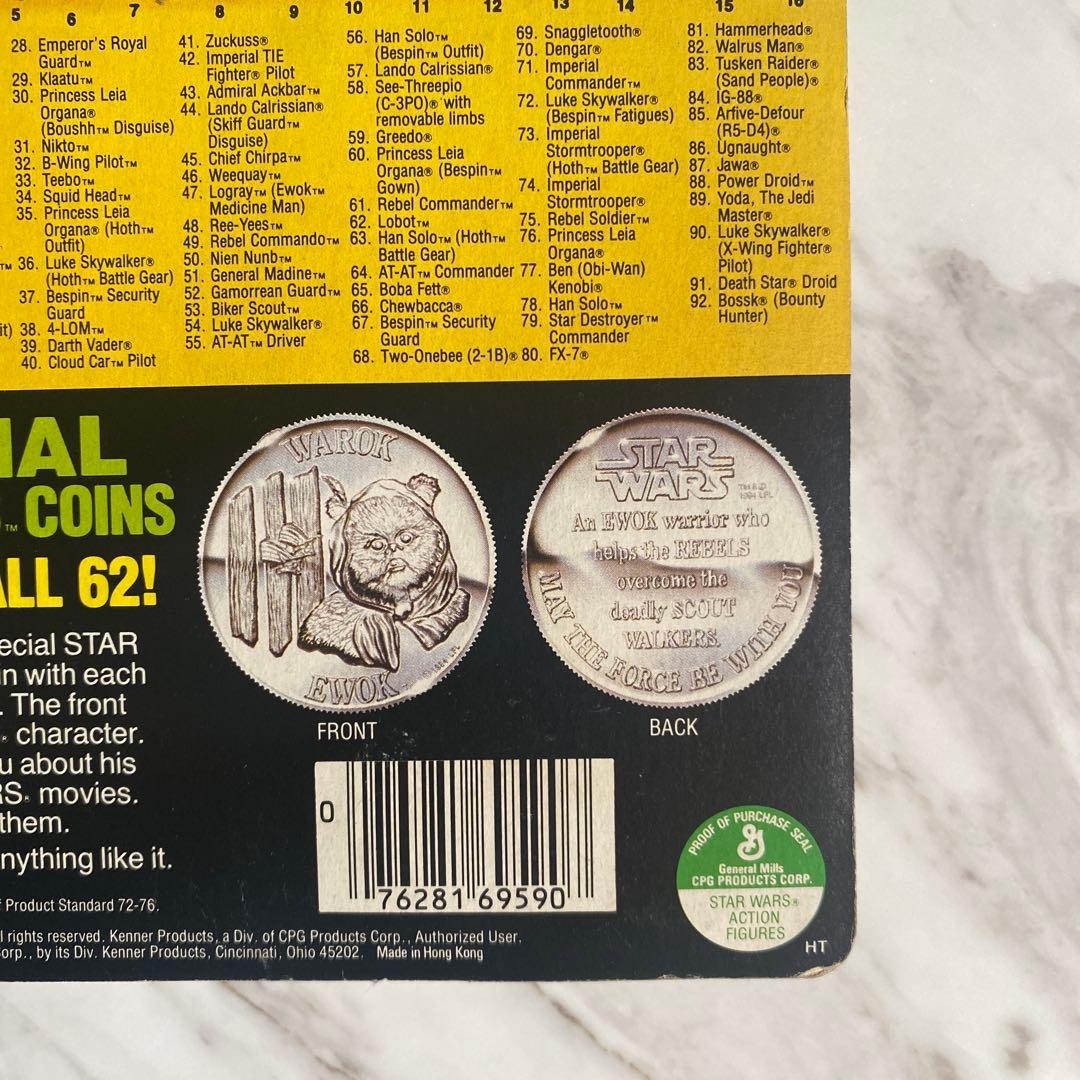 5 6 7 8 9 10 11 12 13 14 15 16
28. Emperor's Royal
Guard™
29. Klaatu™
30. Princess Leia
Organa®
(Boushh™ Disguise)
31. Nikto™
32. B-Wing Pilot™
33. Teebo™
34. Squid Head™
35. Princess Leia
Organa® (Hoth™
Outfit)
™ 36. Luke Skywalker®
(Hoth™ Battle Gear)
37. Bespin™ Security
Guard
it) 38. 4-LOM™
39. Darth Vader®
40. Cloud Car™ Pilot
41. Zuckuss®
42. Imperial TIE
Fighter® Pilot
43. Admiral Ackbar™
44. Lando Calrissian®
(Skiff Guard™
Disguise)
45. Chief Chirpa™
46. Weequay™
47. Logray™ (Ewok™
Medicine Man)
48. Ree-Yees™
49. Rebel Commando™
50. Nien Nunb™
51. General Madine™
52. Gamorrean Guard™
53. Biker Scout™
54. Luke Skywalker®
55. AT-AT™ Driver
56. Han Solo™
(Bespin™ Outfit)
57. Lando Calrissian®
58. See-Threepio
(C-3PO)® with
removable limbs
59. Greedo®
60. Princess Leia
Organa® (Bespin™
Gown)
61. Rebel Commander™
62. Lobot™
63. Han Solo™ (Hoth™
Battle Gear)
64. AT-AT™ Commander
65. Boba Fett®
66. Chewbacca®
67. Bespin™ Security
Guard
68. Two-Onebee (2-1B)®
69. Snaggletooth®
70. Dengar®
71. Imperial
Commander™
72. Luke Skywalker®
(Bespin™ Fatigues)
73. Imperial
Stormtrooper®
(Hoth™ Battle Gear)
74. Imperial
Stormtrooper®
75. Rebel Soldier™
76. Princess Leia
Organa®
77. Ben (Obi-Wan)
Kenobi®
78. Han Solo™
79. Star Destroyer™
Commander
80. FX-7®
81. Hammerhead®
82. Walrus Man®
83. Tusken Raider®
(Sand People)®
84. IG-88®
85. Arfive-Defour
(R5-D4)®
86. Ugnaught®
87. Jawa®
88. Power Droid™
89. Yoda, The Jedi
Master®
90. Luke Skywalker®
(X-Wing Fighter®
Pilot)
91. Death Star® Droid
92. Bossk® (Bounty
Hunter)
IAL
™ COINS
ALL 62!
ecial STAR
in with each
. The front
® character.
u about his
RS® movies.
them.
nything like it.
f Product Standard 72-76.
l rights reserved. Kenner Products, a Div. of CPG Products Corp., Authorized User.
orp., by its Div. Kenner Products, Cincinnati, Ohio 45202. Made in Hong Kong
WAROK
EWOK
© 1984 LFL
FRONT
STAR
WARS
TM & ©
1984 LFL
An EWOK warrior who
helps the REBELS
overcome the
deadly SCOUT
WALKERS.
MAY THE FORCE BE WITH YOU
BACK
0 76281 69590
PROOF OF PURCHASE SEAL
General Mills
CPG PRODUCTS CORP.
STAR WARS®
ACTION
FIGURES
HT